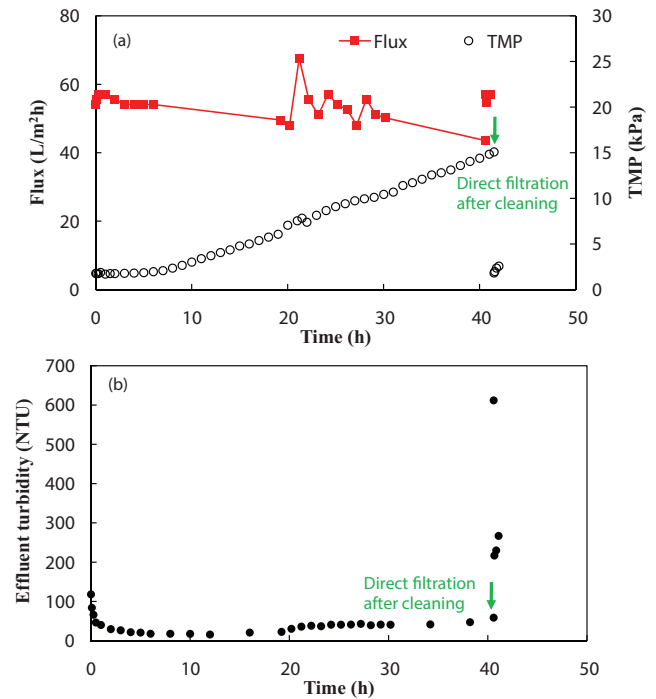 (a)
Flux
TMP
80
60
40
20
0
Flux (L/m²h)
30
25
20
15
10
5
0
TMP (kPa)
Direct filtration
after cleaning
0
10
20
30
40
50
Time (h)
(b)
700
600
500
400
300
200
100
0
Effluent turbidity (NTU)
Direct filtration
after cleaning
0
10
20
30
40
50
Time (h)